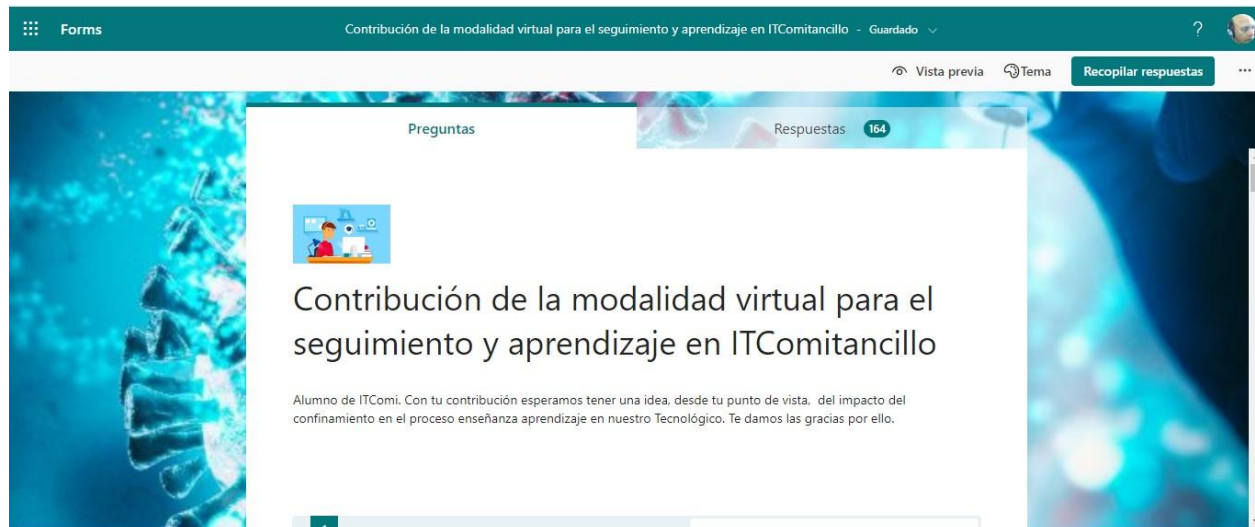 Forms
Contribución de la modalidad virtual para el seguimiento y aprendizaje en ITComitancillo - Guardado
?
Vista previa
Tema
Recopilar respuestas
...
Preguntas
Respuestas 164
Contribución de la modalidad virtual para el
seguimiento y aprendizaje en ITComitancillo
Alumno de ITComi. Con tu contribución esperamos tener una idea, desde tu punto de vista, del impacto del
confinamiento en el proceso enseñanza aprendizaje en nuestro Tecnológico. Te damos las gracias por ello.